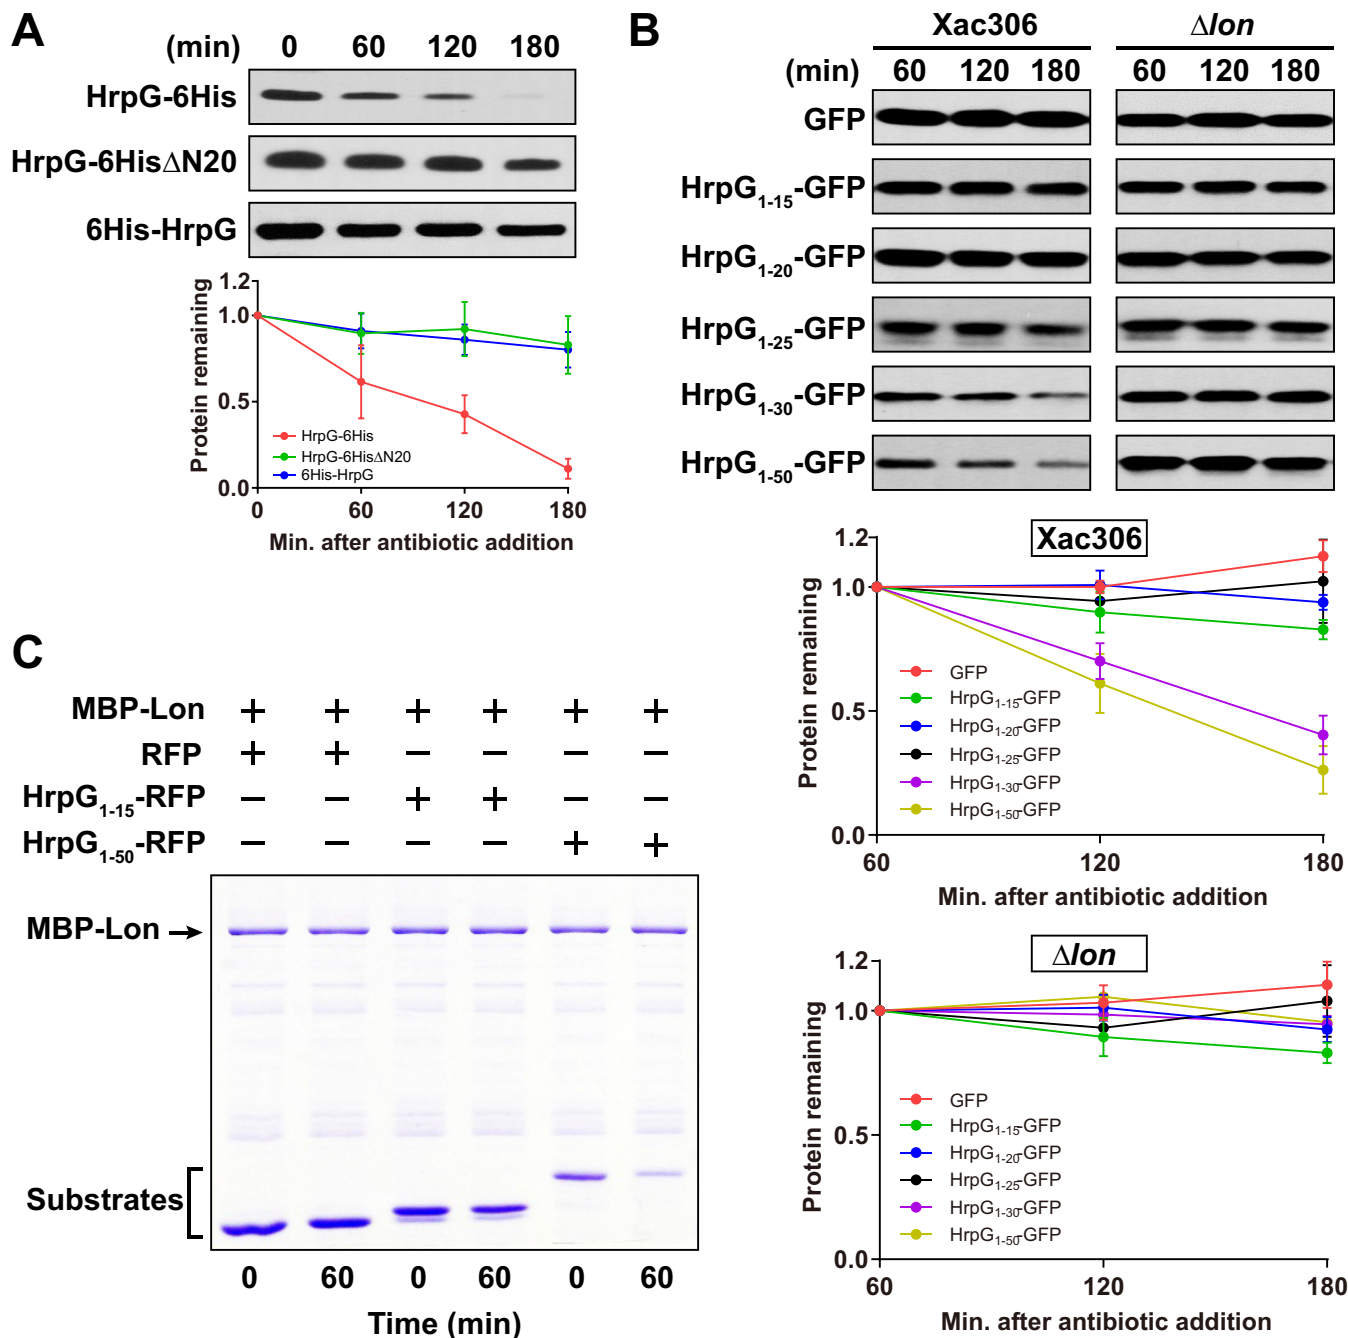 A
(min) 0 60 120 180
HrpG-6His
HrpG-6HisΔN20
6His-HrpG
1.2
1.0
0.5
0.0
Protein remaining
HrpG-6His
HrpG-6HisΔN20
6His-HrpG
0 60 120 180
Min. after antibiotic addition
B
Xac306 Δlon
(min) 60 120 180 60 120 180
GFP
HrpG1-15-GFP
HrpG1-20-GFP
HrpG1-25-GFP
HrpG1-30-GFP
HrpG1-50-GFP
Xac306
1.2
1.0
0.5
0.0
Protein remaining
GFP
HrpG1-15-GFP
HrpG1-20-GFP
HrpG1-25-GFP
HrpG1-30-GFP
HrpG1-50-GFP
60 120 180
Min. after antibiotic addition
Δlon
1.2
1.0
0.5
0.0
Protein remaining
GFP
HrpG1-15-GFP
HrpG1-20-GFP
HrpG1-25-GFP
HrpG1-30-GFP
HrpG1-50-GFP
60 120 180
Min. after antibiotic addition
C
MBP-Lon + + + + + +
RFP + + − − − −
HrpG1-15-RFP − − + + − −
HrpG1-50-RFP − − − − + +
MBP-Lon →
Substrates
0 60 0 60 0 60
Time (min)